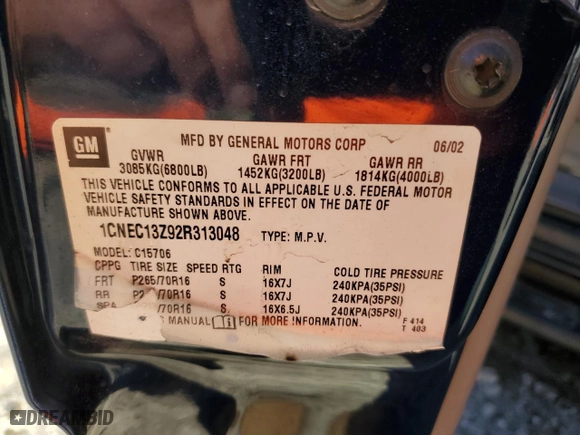 GM
MFD BY GENERAL MOTORS CORP 06/02
GVWR GAWR FRT GAWR RR
3085KG(6800LB) 1452KG(3200LB) 1814KG(4000LB)
THIS VEHICLE CONFORMS TO ALL APPLICABLE U.S. FEDERAL MOTOR
VEHICLE SAFETY STANDARDS IN EFFECT ON THE DATE OF
MANUFACTURE SHOWN ABOVE.
1CNEC13Z92R313048 TYPE: M.P.V.
MODEL: C15706
CPPG TIRE SIZE SPEED RTG RIM COLD TIRE PRESSURE
FRT P265/70R16 S 16X7J 240KPA(35PSI)
RR /70R16 S 16X7J 240KPA(35PSI)
/70R16 S 16X6.5J 240KPA(35PSI)
MANUAL FOR MORE INFORMATION.
F 414
T 403
DREAMBID